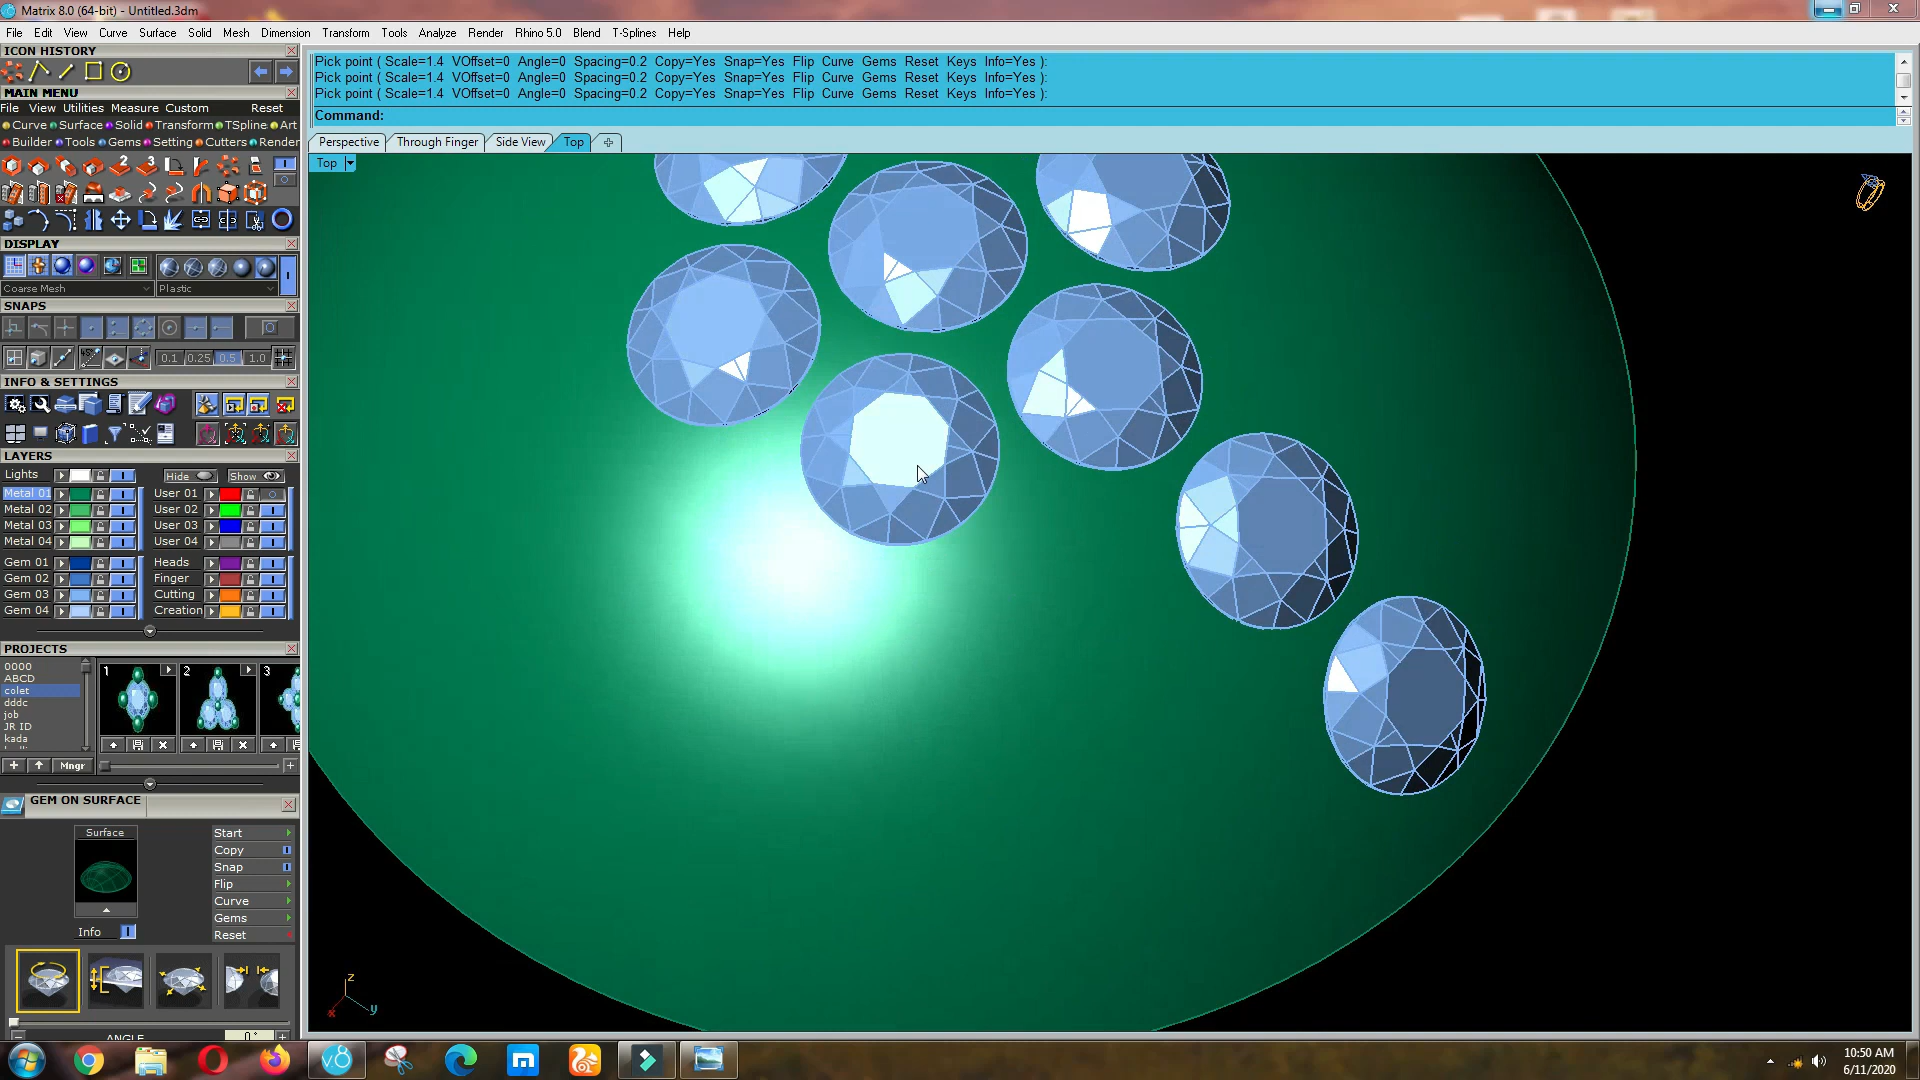 Matrix 8.0 (64-bit) - Untitled.3dm
File Edit View Curve Surface Solid Mesh Dimension Transform Tools Analyze Render Rhino 5.0 Blend T-Splines Help
ICON HISTORY
MAIN MENU
File View Utilities Measure Custom Reset
Curve Surface Solid Transform TSpline Art
Builder Tools Gems Setting Cutters Render
DISPLAY
Coarse Mesh Plastic
SNAPS
0.1 0.25 0.5 1.0
INFO & SETTINGS
LAYERS
Lights Hide Show
Metal 01 User 01
Metal 02 User 02
Metal 03 User 03
Metal 04 User 04
Gem 01 Heads
Gem 02 Finger
Gem 03 Cutting
Gem 04 Creation
PROJECTS
0000
ABCD
colet
dddc
job
JR ID
kada
1 2 3
+ Mngr
GEM ON SURFACE
Surface
Start
Copy
Snap
Flip
Curve
Gems
Reset
Info
ANGLE 0°
Pick point ( Scale=1.4 VOffset=0 Angle=0 Spacing=0.2 Copy=Yes Snap=Yes Flip Curve Gems Reset Keys Info=Yes ):
Pick point ( Scale=1.4 VOffset=0 Angle=0 Spacing=0.2 Copy=Yes Snap=Yes Flip Curve Gems Reset Keys Info=Yes ):
Pick point ( Scale=1.4 VOffset=0 Angle=0 Spacing=0.2 Copy=Yes Snap=Yes Flip Curve Gems Reset Keys Info=Yes ):
Command:
Perspective Through Finger Side View Top
Top
z
x y
10:50 AM
6/11/2020